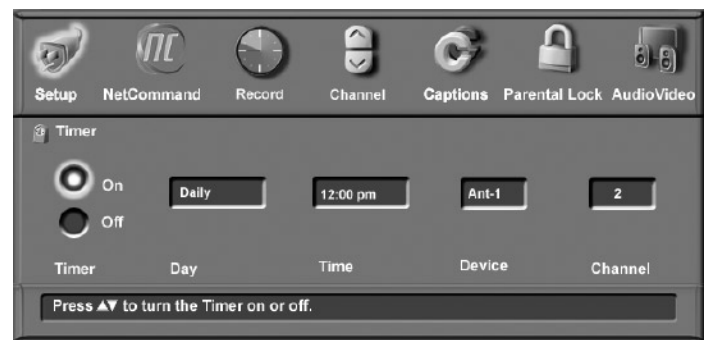 NC
Setup NetCommand Record Channel Captions Parental Lock AudioVideo
Timer
On Daily 12:00 pm Ant-1 2
Off
Timer Day Time Device Channel
Press ▲▼ to turn the Timer on or off.